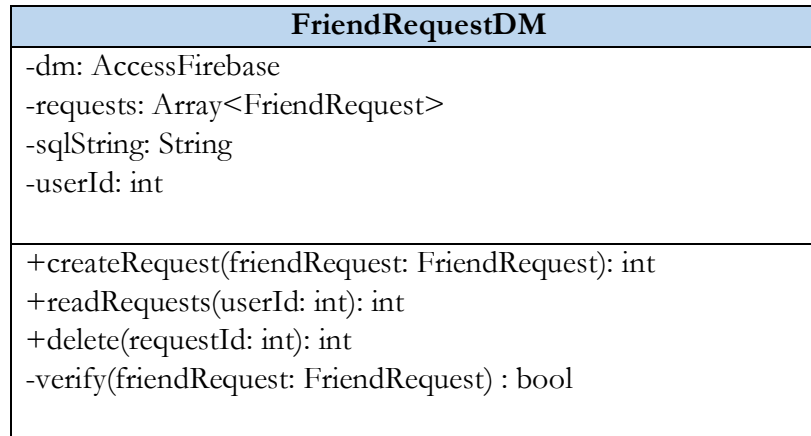 FriendRequestDM
-dm: AccessFirebase
-requests: Array<FriendRequest>
-sqlString: String
-userId: int
+createRequest(friendRequest: FriendRequest): int
+readRequests(userId: int): int
+delete(requestId: int): int
-verify(friendRequest: FriendRequest) : bool